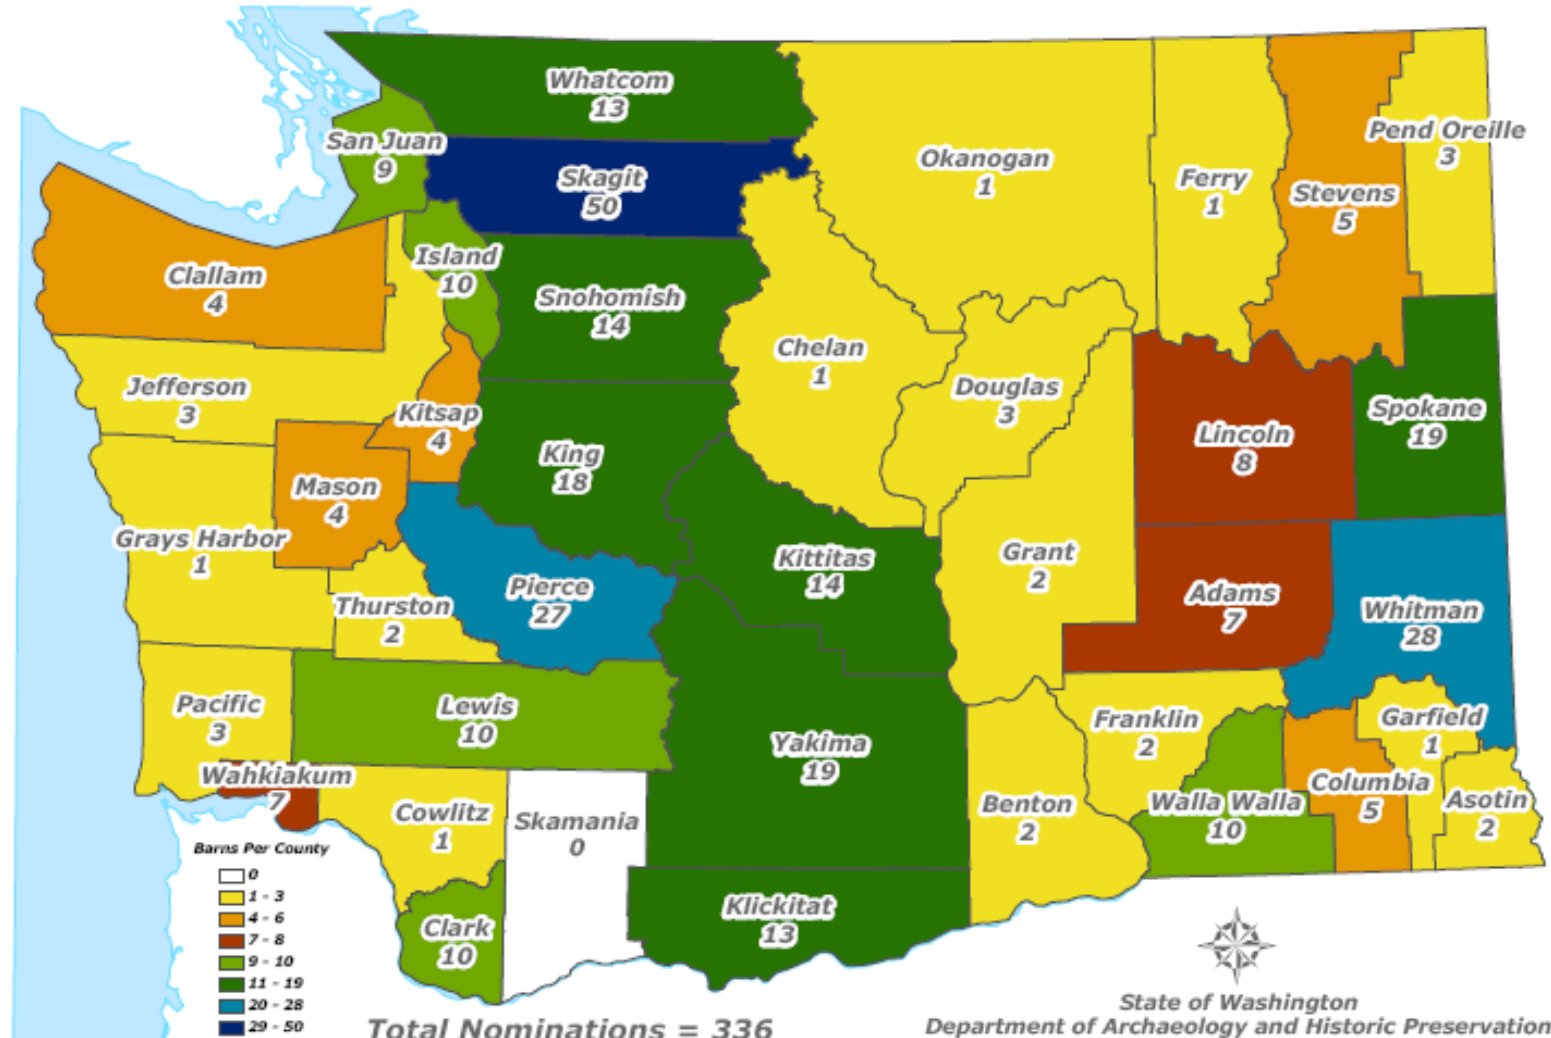 Whatcom
13
San Juan
9
Skagit
50
Okanogan
1
Ferry
1
Stevens
5
Pend Oreille
3
Clallam
4
Island
10
Snohomish
14
Chelan
1
Jefferson
3
Kitsap
4
Douglas
3
Lincoln
8
Spokane
19
King
18
Mason
4
Grays Harbor
1
Kittitas
14
Grant
2
Pierce
27
Thurston
2
Adams
7
Whitman
28
Pacific
3
Lewis
10
Yakima
19
Franklin
2
Garfield
1
Wahkiakum
7
Cowlitz
1
Skamania
0
Benton
2
Walla Walla
10
Columbia
5
Asotin
2
Clark
10
Klickitat
13
Barns Per County
0
1 - 3
4 - 6
7 - 8
9 - 10
11 - 19
20 - 28
29 - 50
Total Nominations = 336
State of Washington
Department of Archaeology and Historic Preservation